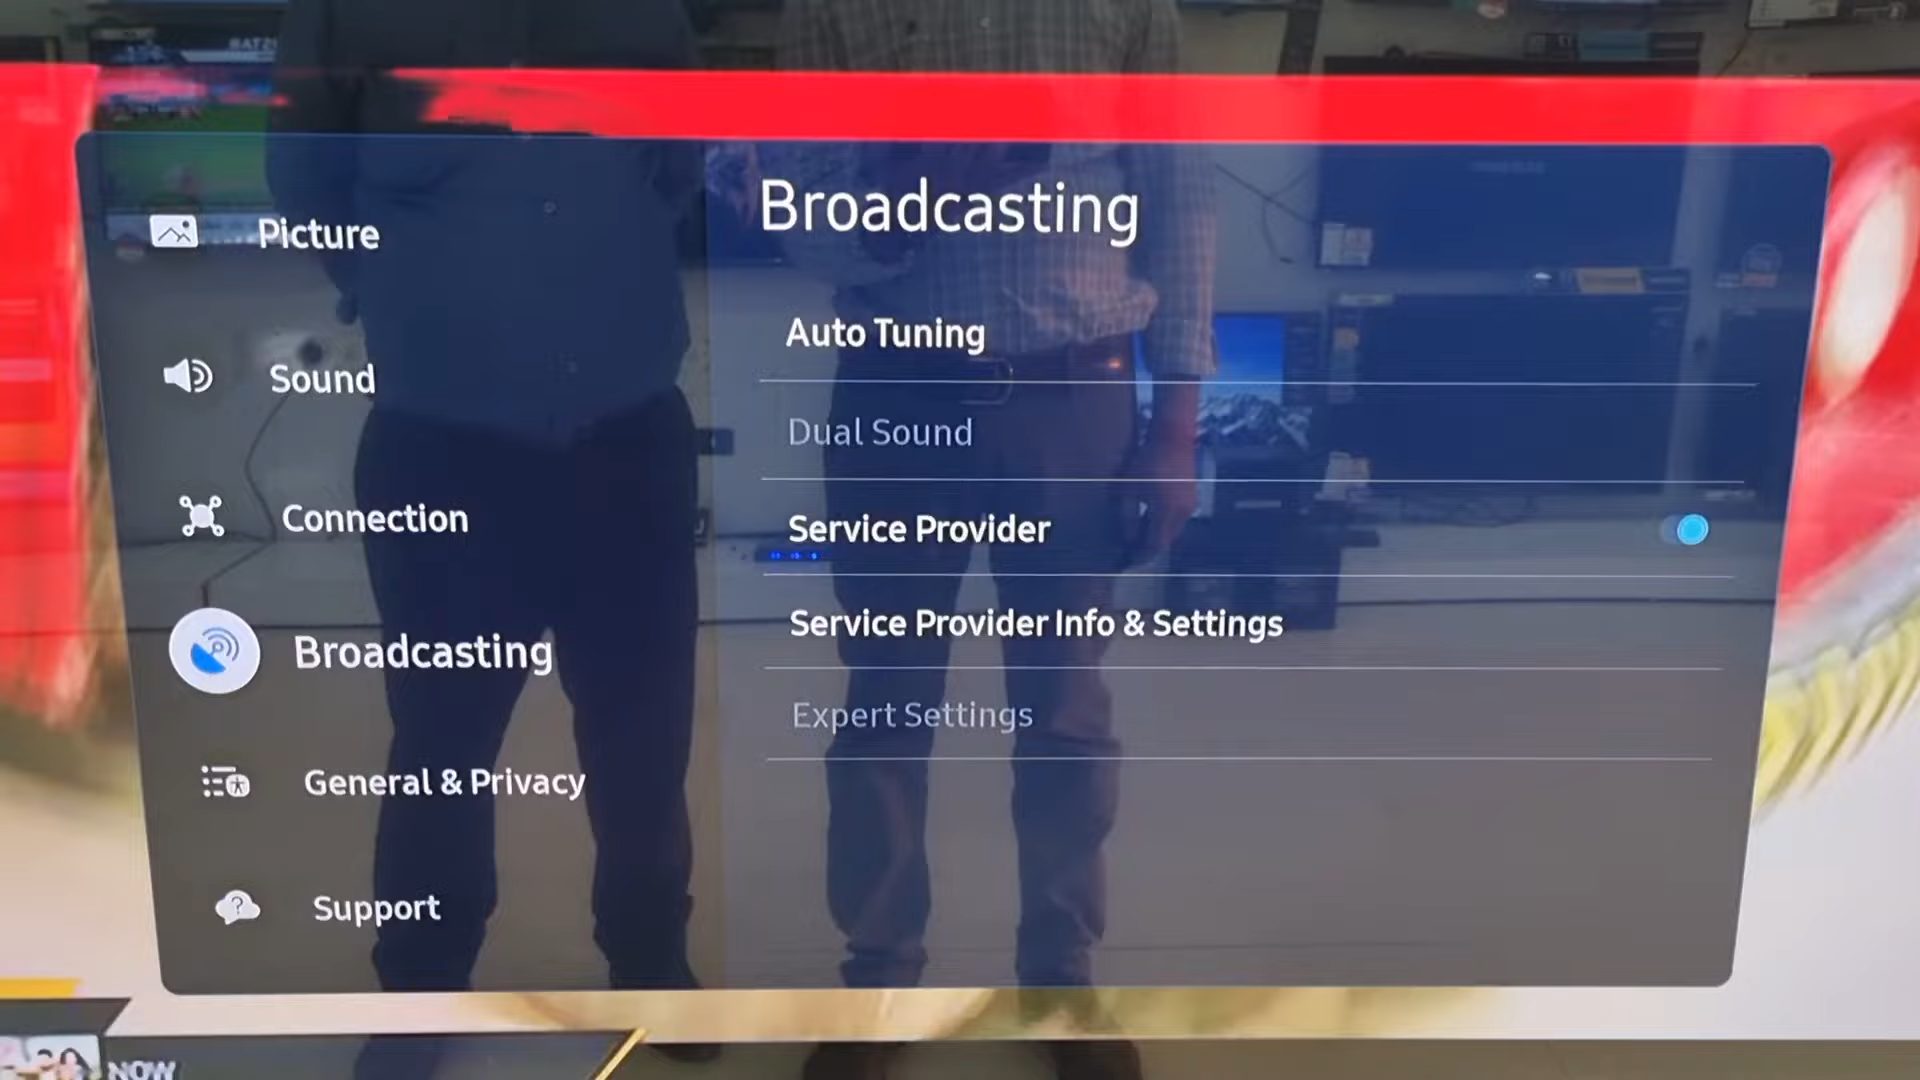 Picture
Sound
Connection
Broadcasting
General & Privacy
Support
Broadcasting
Auto Tuning
Dual Sound
Service Provider
Service Provider Info & Settings
Expert Settings
NOW